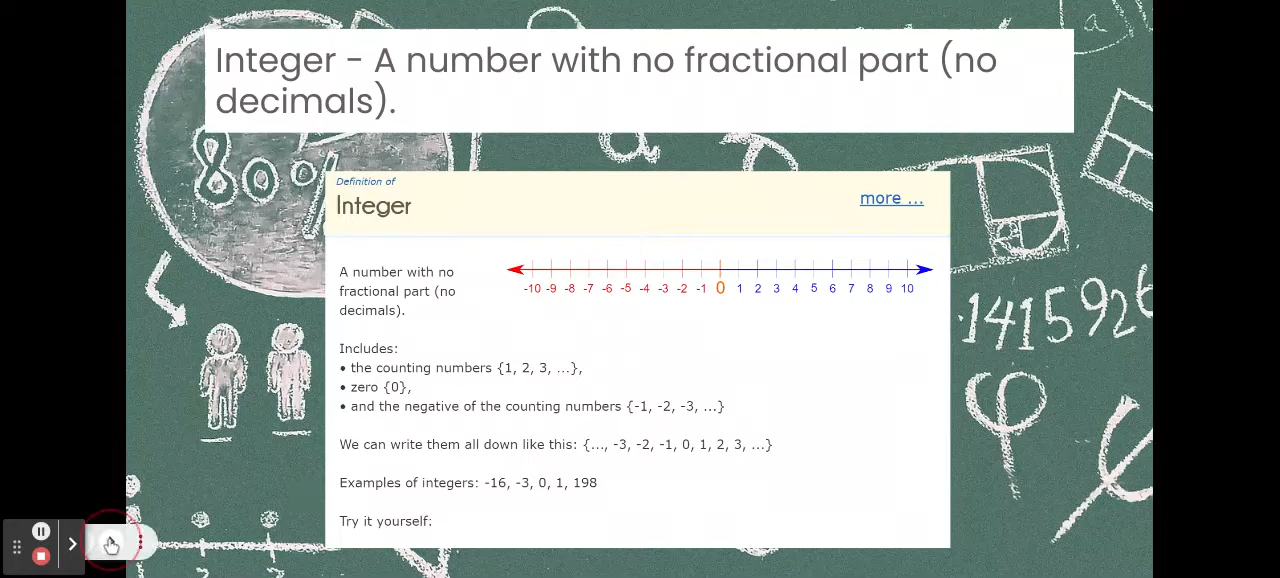 Integer - A number with no fractional part (no
decimals).
a
80%
Definition of
Integer
more ...
A number with no
fractional part (no
decimals).
-10 -9 -8 -7 -6 -5 -4 -3 -2 -1 0 1 2 3 4 5 6 7 8 9 10
Includes:
• the counting numbers {1, 2, 3, ...},
• zero {0},
• and the negative of the counting numbers {-1, -2, -3, ...}
We can write them all down like this: {..., -3, -2, -1, 0, 1, 2, 3, ...}
Examples of integers: -16, -3, 0, 1, 198
Try it yourself:
.1415926
φ